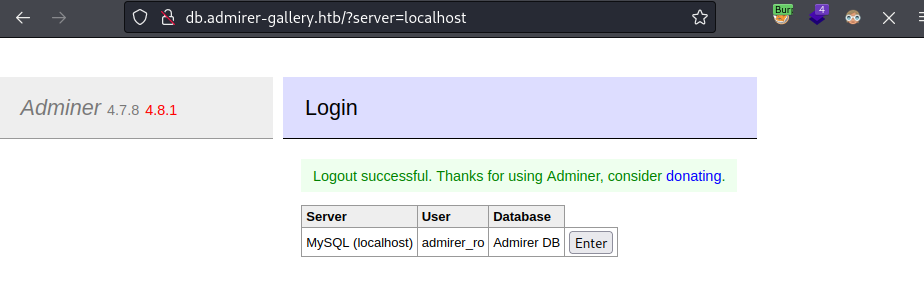 db.admirer-gallery.htb/?server=localhost
Burp
4
Adminer 4.7.8 4.8.1
Login
Logout successful. Thanks for using Adminer, consider donating.
Server User Database
MySQL (localhost) admirer_ro Admirer DB Enter